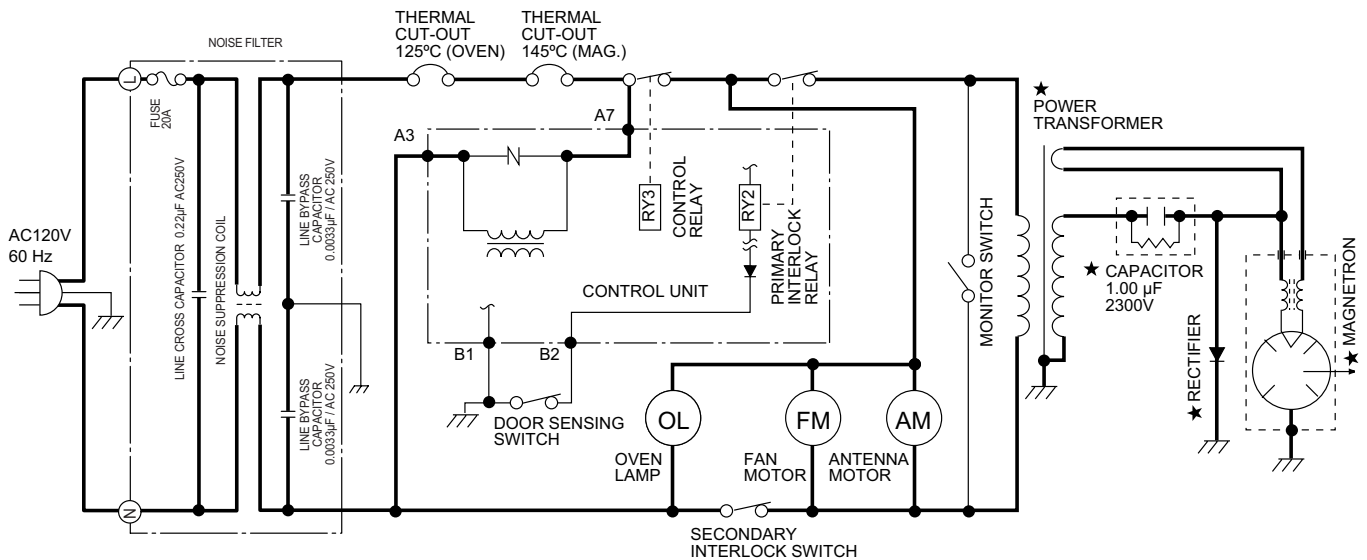 THERMAL
CUT-OUT
125ºC (OVEN)
THERMAL
CUT-OUT
145ºC (MAG.)
NOISE FILTER
L
FUSE
20A
LINE CROSS CAPACITOR 0.22µF AC250V
NOISE SUPPRESSION COIL
LINE BYPASS
CAPACITOR
0.0033µF / AC 250V
LINE BYPASS
CAPACITOR
0.0033µF / AC 250V
AC120V
60 Hz
N
A3
A7
RY3
CONTROL
RELAY
RY2
PRIMARY
INTERLOCK
RELAY
CONTROL UNIT
B1
B2
DOOR SENSING
SWITCH
OL
OVEN
LAMP
FM
FAN
MOTOR
AM
ANTENNA
MOTOR
SECONDARY
INTERLOCK SWITCH
MONITOR SWITCH
★
POWER
TRANSFORMER
★ CAPACITOR
1.00 µF
2300V
★ RECTIFIER
★ MAGNETRON